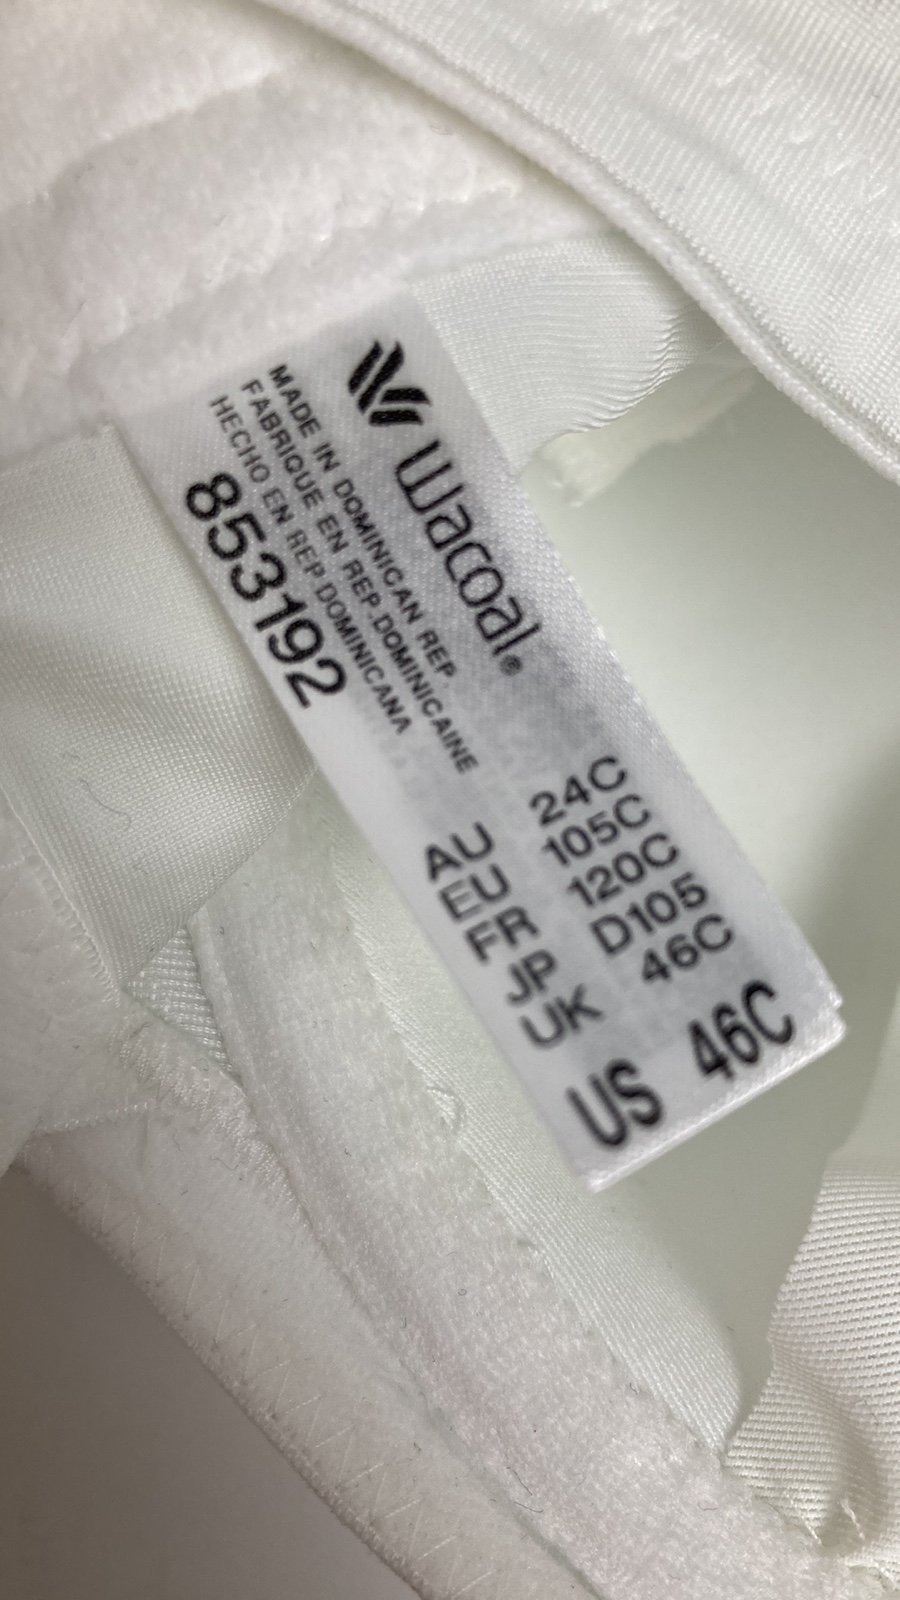 Wacoal®
MADE IN DOMINICAN REP.
FABRIQUE EN REP.DOMINICAINE
HECHO EN REP.DOMINICANA
853192
AU 24C
EU 105C
FR 120C
JP D105
UK 46C
US 46C